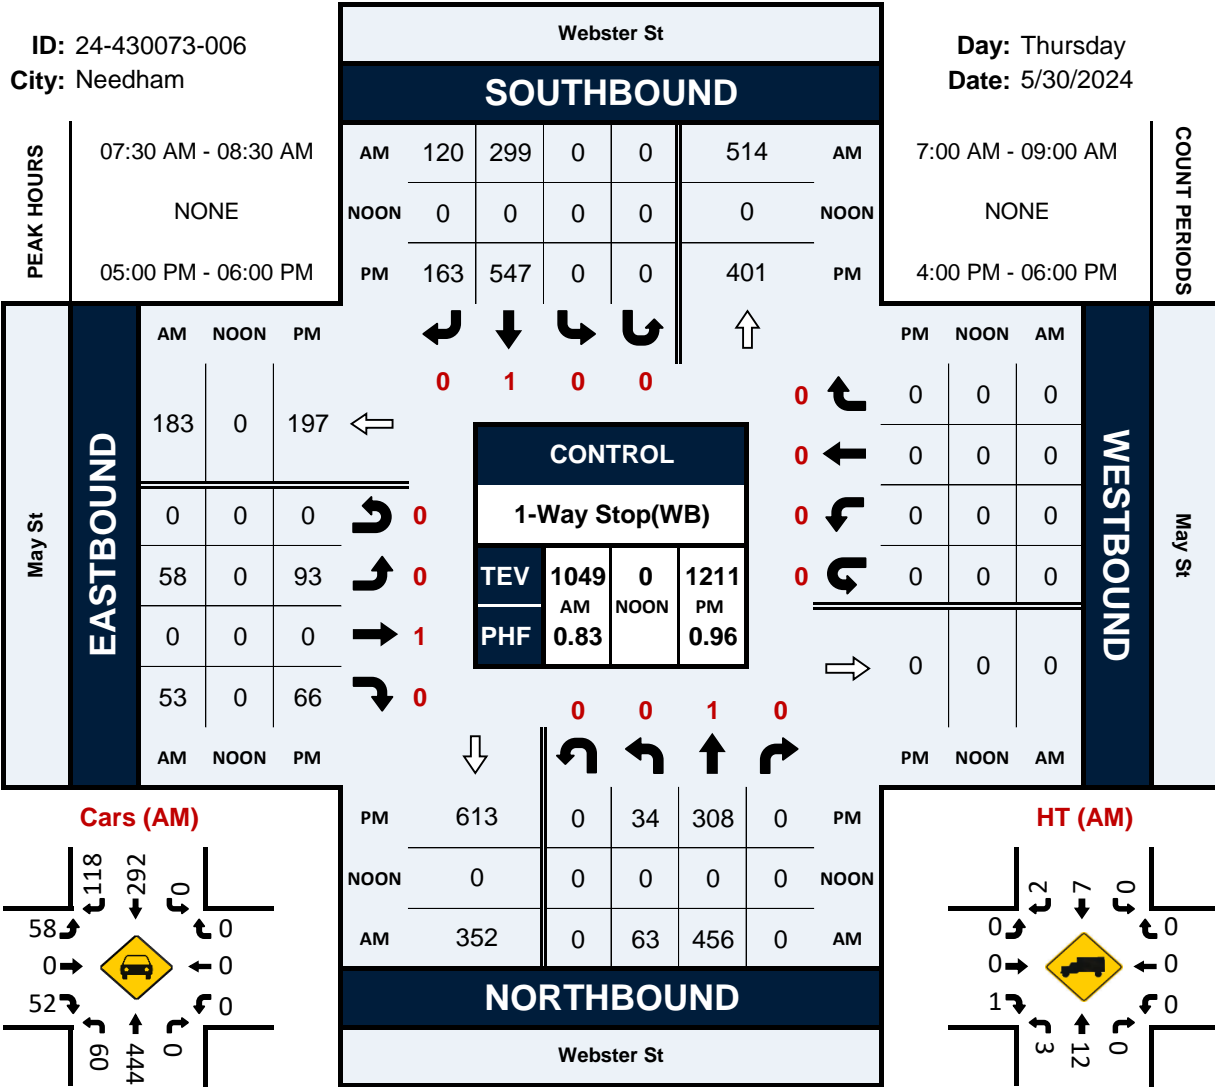 Webster St
ID: 24-430073-006
City: Needham
Day: Thursday
Date: 5/30/2024
SOUTHBOUND
PEAK HOURS
07:30 AM - 08:30 AM
NONE
05:00 PM - 06:00 PM
AM 120 299 0 0 514 AM
NOON 0 0 0 0 0 NOON
PM 163 547 0 0 401 PM
7:00 AM - 09:00 AM
NONE
4:00 PM - 06:00 PM
COUNT PERIODS
0 1 0 0
May St
EASTBOUND
AM NOON PM
183 0 197
0 0 0 0
58 0 93 0
0 0 0 1
53 0 66 0
AM NOON PM
CONTROL
1-Way Stop(WB)
TEV 1049 0 1211
AM NOON PM
PHF 0.83 0.96
PM NOON AM
0 0 0 0
0 0 0 0
0 0 0 0
0 0 0 0
0 0 0
PM NOON AM
WESTBOUND
May St
0 0 1 0
PM 613 0 34 308 0 PM
NOON 0 0 0 0 0 NOON
AM 352 0 63 456 0 AM
NORTHBOUND
Webster St
Cars (AM)
118 292 0
58 0
0 0
52 0
60 444 0
HT (AM)
2 7 0
0 0
0 0
1 0
3 12 0